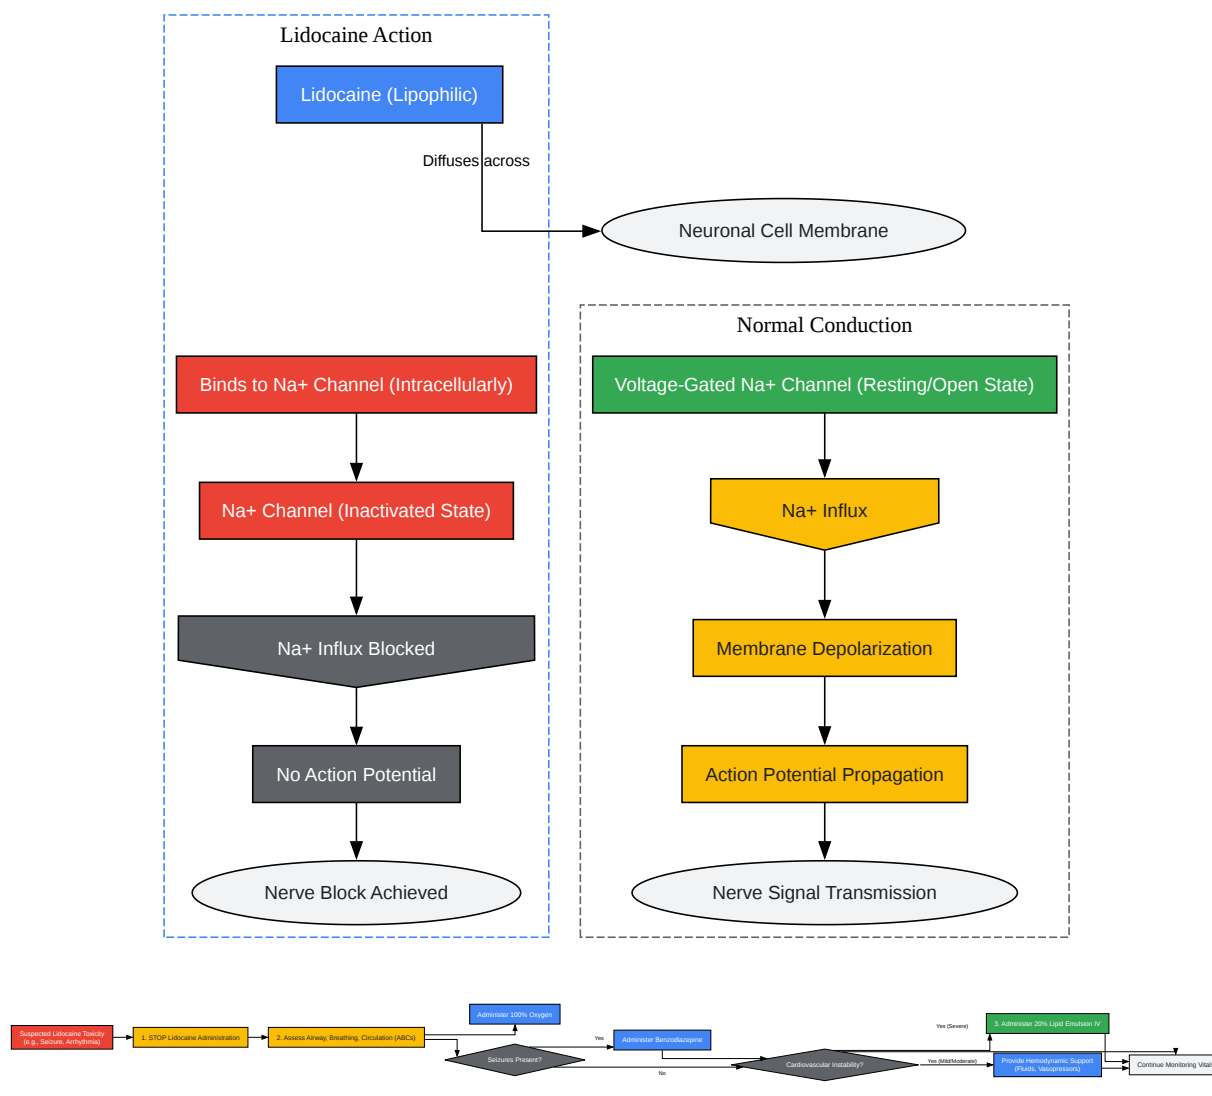 Lidocaine Action
Lidocaine (Lipophilic)
Diffuses across
Neuronal Cell Membrane
Normal Conduction
Binds to Na+ Channel (Intracellularly)
Voltage-Gated Na+ Channel (Resting/Open State)
Na+ Channel (Inactivated State)
Na+ Influx
Na+ Influx Blocked
Membrane Depolarization
No Action Potential
Action Potential Propagation
Nerve Block Achieved
Nerve Signal Transmission
Suspected Lidocaine Toxicity
(e.g., Seizure, Arrhythmia)
1. STOP Lidocaine Administration
2. Assess Airway, Breathing, Circulation (ABCs)
Administer 100% Oxygen
Seizures Present?
Yes
No
Administer Benzodiazepine
Cardiovascular Instability?
Yes (Severe)
Yes (Mild/Moderate)
3. Administer 20% Lipid Emulsion IV
Provide Hemodynamic Support
(Fluids, Vasopressors)
Continue Monitoring Vitals